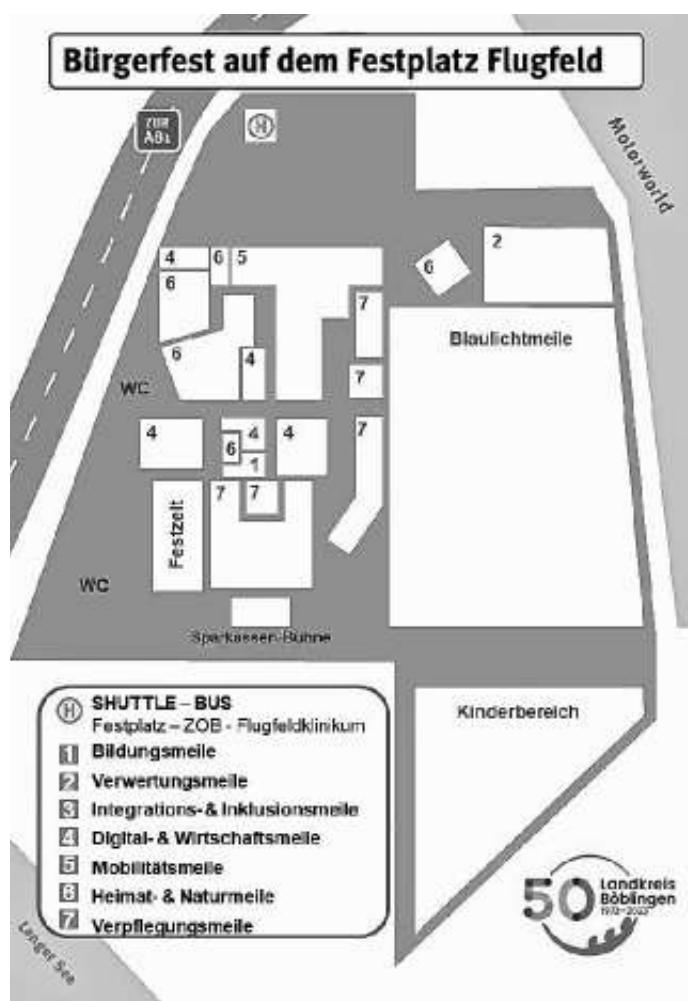 Bürgerfest auf dem Festplatz Flugfeld
ZUR
A81
H
Motorworld
4
6
5
6
2
6
7
Blaulichtmeile
6
4
7
WC
4
4
4
7
6
1
7
7
Festzelt
WC
Sparkassen-Bühne
Kinderbereich
H SHUTTLE – BUS
Festplatz – ZOB - Flugfeldklinikum
1 Bildungsmeile
2 Verwertungsmeile
3 Integrations- & Inklusionsmeile
4 Digital- & Wirtschaftsmeile
5 Mobilitätsmeile
6 Heimat- & Naturmeile
7 Verpflegungsmeile
50 Landkreis
Böblingen
1973–2023
Langer See